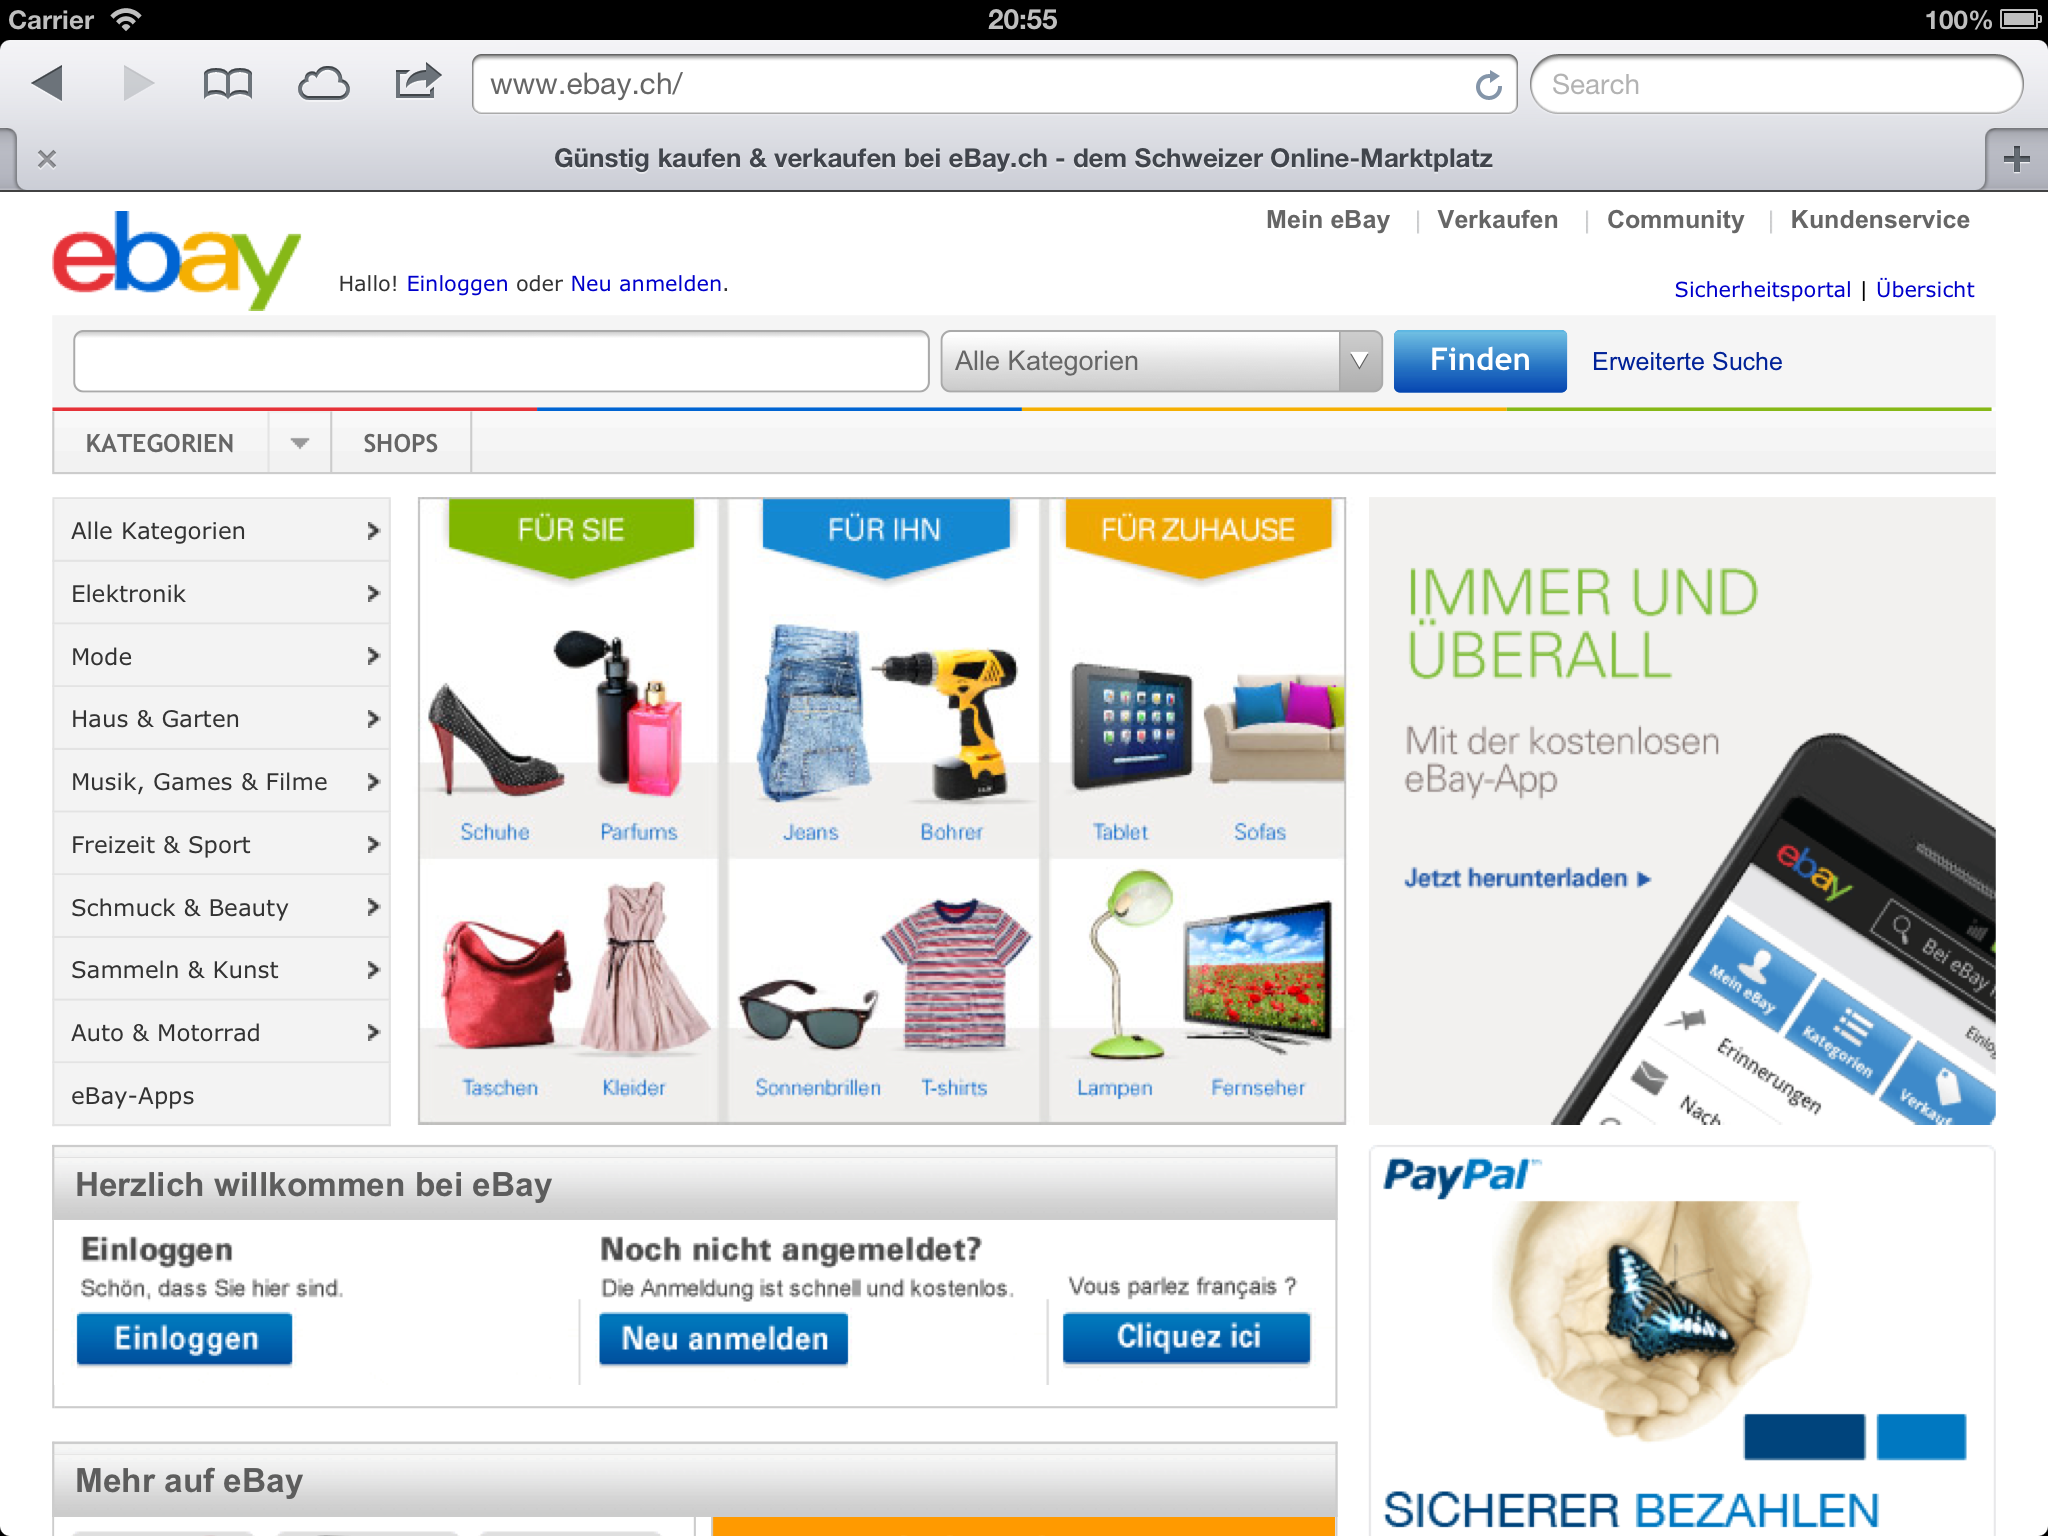 Carrier 20:55 100%
www.ebay.ch/ Search
Günstig kaufen & verkaufen bei eBay.ch - dem Schweizer Online-Marktplatz
ebay
Mein eBay | Verkaufen | Community | Kundenservice
Hallo! Einloggen oder Neu anmelden.
Sicherheitsportal | Übersicht
Alle Kategorien
Finden
Erweiterte Suche
KATEGORIEN
SHOPS
Alle Kategorien
Elektronik
Mode
Haus & Garten
Musik, Games & Filme
Freizeit & Sport
Schmuck & Beauty
Sammeln & Kunst
Auto & Motorrad
eBay-Apps
FÜR SIE
FÜR IHN
FÜR ZUHAUSE
Schuhe Parfums Jeans Bohrer Tablet Sofas
Taschen Kleider Sonnenbrillen T-shirts Lampen Fernseher
IMMER UND
ÜBERALL
Mit der kostenlosen
eBay-App
Jetzt herunterladen
ebay
Bei eBay
Mein eBay
Kategorien
Verkauf
Einlog
Erinnerungen
Nach
Herzlich willkommen bei eBay
Einloggen
Schön, dass Sie hier sind.
Einloggen
Noch nicht angemeldet?
Die Anmeldung ist schnell und kostenlos.
Neu anmelden
Vous parlez français ?
Cliquez ici
Mehr auf eBay
PayPal™
SICHERER BEZAHLEN